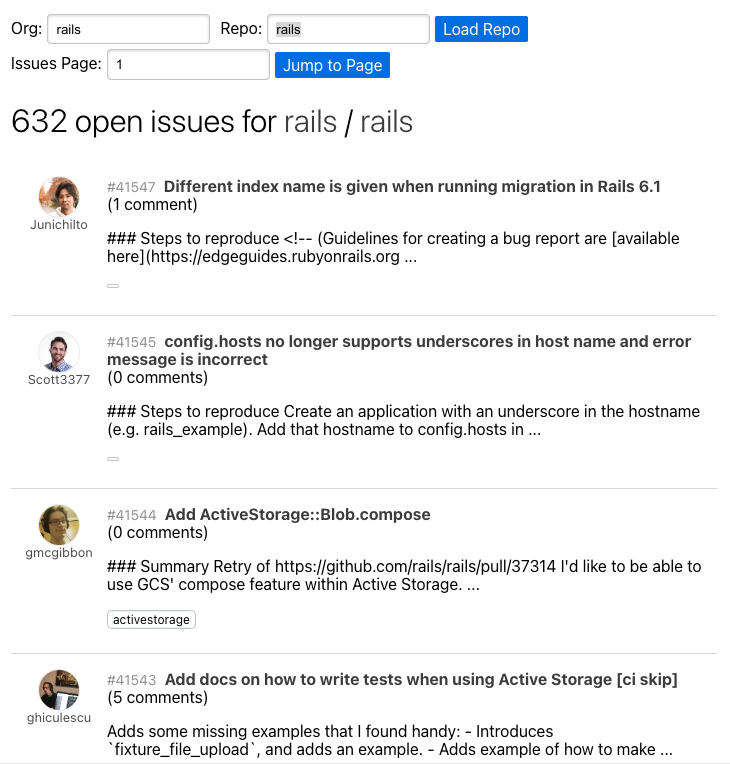 Org: rails Repo: rails Load Repo
Issues Page: 1 Jump to Page
632 open issues for rails / rails
#41547 Different index name is given when running migration in Rails 6.1
(1 comment)
JunichiIto
### Steps to reproduce <!-- (Guidelines for creating a bug report are [available
here](https://edgeguides.rubyonrails.org ...
#41545 config.hosts no longer supports underscores in host name and error
message is incorrect
(0 comments)
Scott3377
### Steps to reproduce Create an application with an underscore in the hostname
(e.g. rails_example). Add that hostname to config.hosts in ...
#41544 Add ActiveStorage::Blob.compose
(0 comments)
gmcgibbon
### Summary Retry of https://github.com/rails/rails/pull/37314 I'd like to be able to
use GCS' compose feature within Active Storage. ...
activestorage
#41543 Add docs on how to write tests when using Active Storage [ci skip]
(5 comments)
ghiculescu
Adds some missing examples that I found handy: - Introduces
`fixture_file_upload`, and adds an example. - Adds example of how to make ...